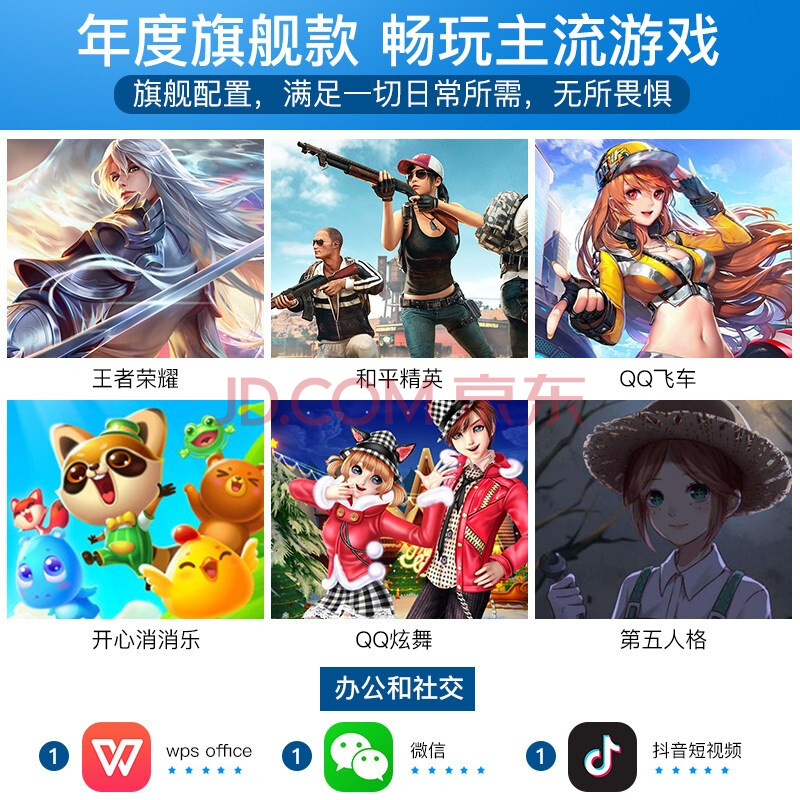 年度旗舰款 畅玩主流游戏
旗舰配置，满足一切日常所需，无所畏惧
王者荣耀
和平精英
QQ飞车
JD.COM 京东
开心消消乐
QQ炫舞
第五人格
办公和社交
1
wps office
1
微信
1
抖音短视频